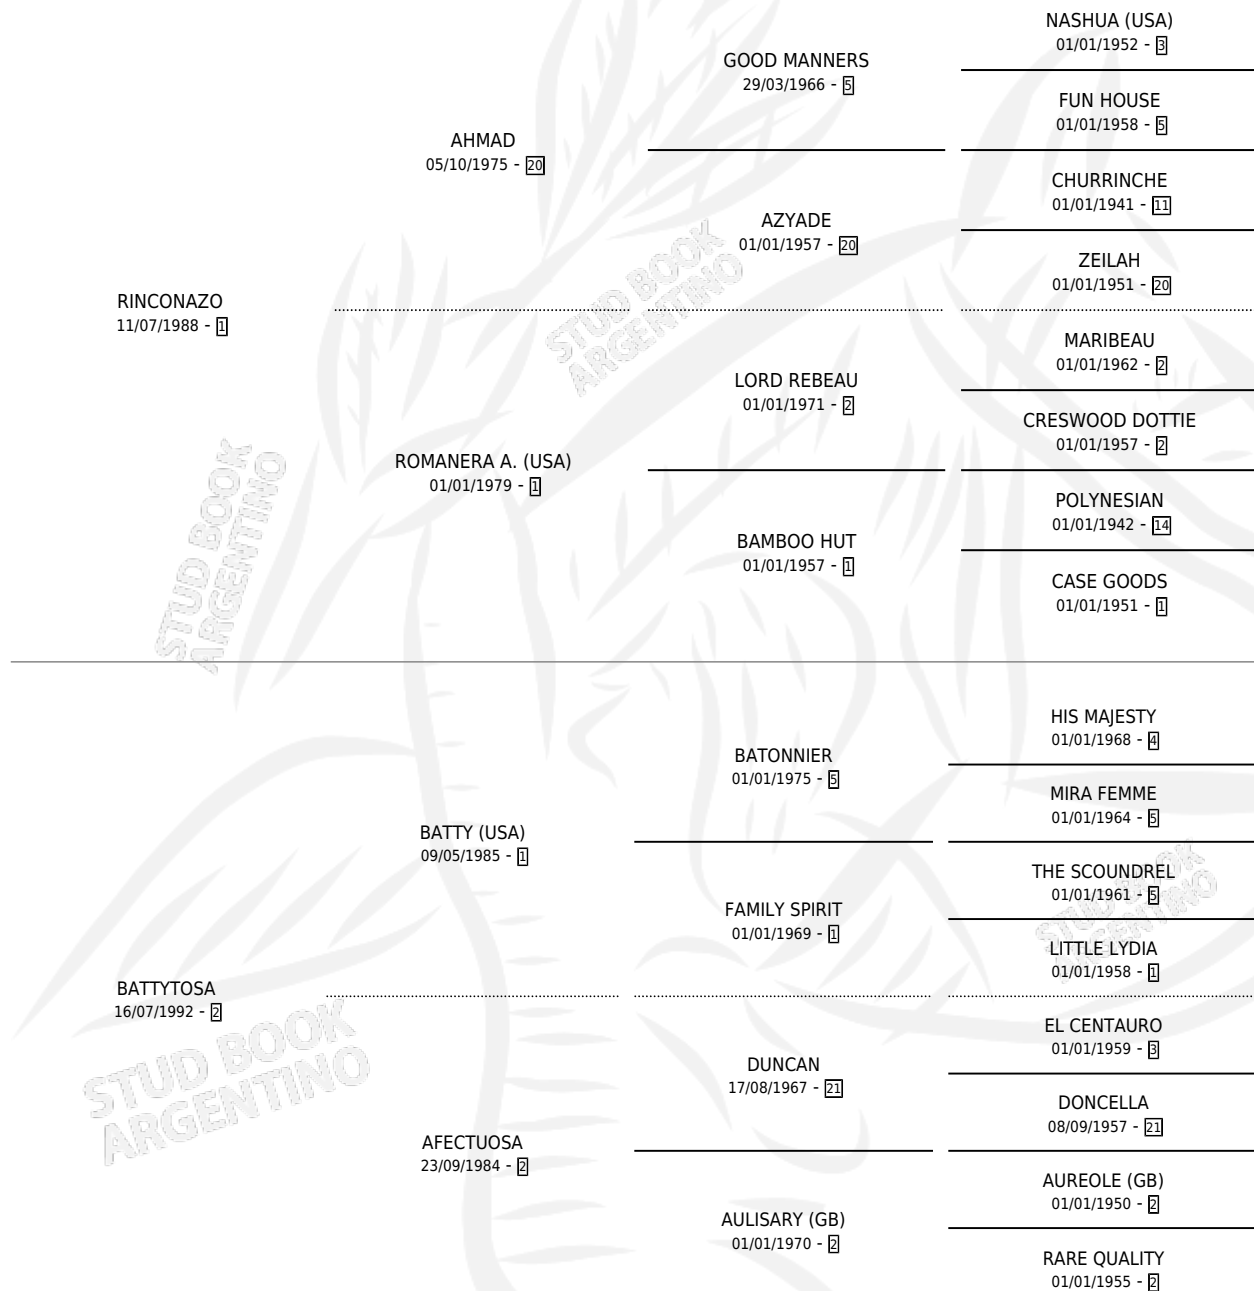 NASHUA (USA)
01/01/1952 - 3
GOOD MANNERS
29/03/1966 - 5
FUN HOUSE
01/01/1958 - 5
AHMAD
05/10/1975 - 20
CHURRINCHE
01/01/1941 - 11
AZYADE
01/01/1957 - 20
ZEILAH
01/01/1951 - 20
RINCONAZO
11/07/1988 - 1
STUD BOOK
ARGENTINO
MARIBEAU
01/01/1962 - 2
LORD REBEAU
01/01/1971 - 2
CRESWOOD DOTTIE
01/01/1957 - 2
ROMANERA A. (USA)
01/01/1979 - 1
POLYNESIAN
01/01/1942 - 14
BAMBOO HUT
01/01/1957 - 1
CASE GOODS
01/01/1951 - 1
STUD BOOK
ARGENTINO
HIS MAJESTY
01/01/1968 - 4
BATONNIER
01/01/1975 - 5
MIRA FEMME
01/01/1964 - 5
BATTY (USA)
09/05/1985 - 1
THE SCOUNDREL
01/01/1961 - 5
FAMILY SPIRIT
01/01/1969 - 1
STUD BOOK
ARGENTINO
LITTLE LYDIA
01/01/1958 - 1
BATTYTOSA
16/07/1992 - 2
EL CENTAURO
01/01/1959 - 3
DUNCAN
17/08/1967 - 21
STUD BOOK
ARGENTINO
DONCELLA
08/09/1957 - 21
AFECTUOSA
23/09/1984 - 2
AUREOLE (GB)
01/01/1950 - 2
AULISARY (GB)
01/01/1970 - 2
RARE QUALITY
01/01/1955 - 2